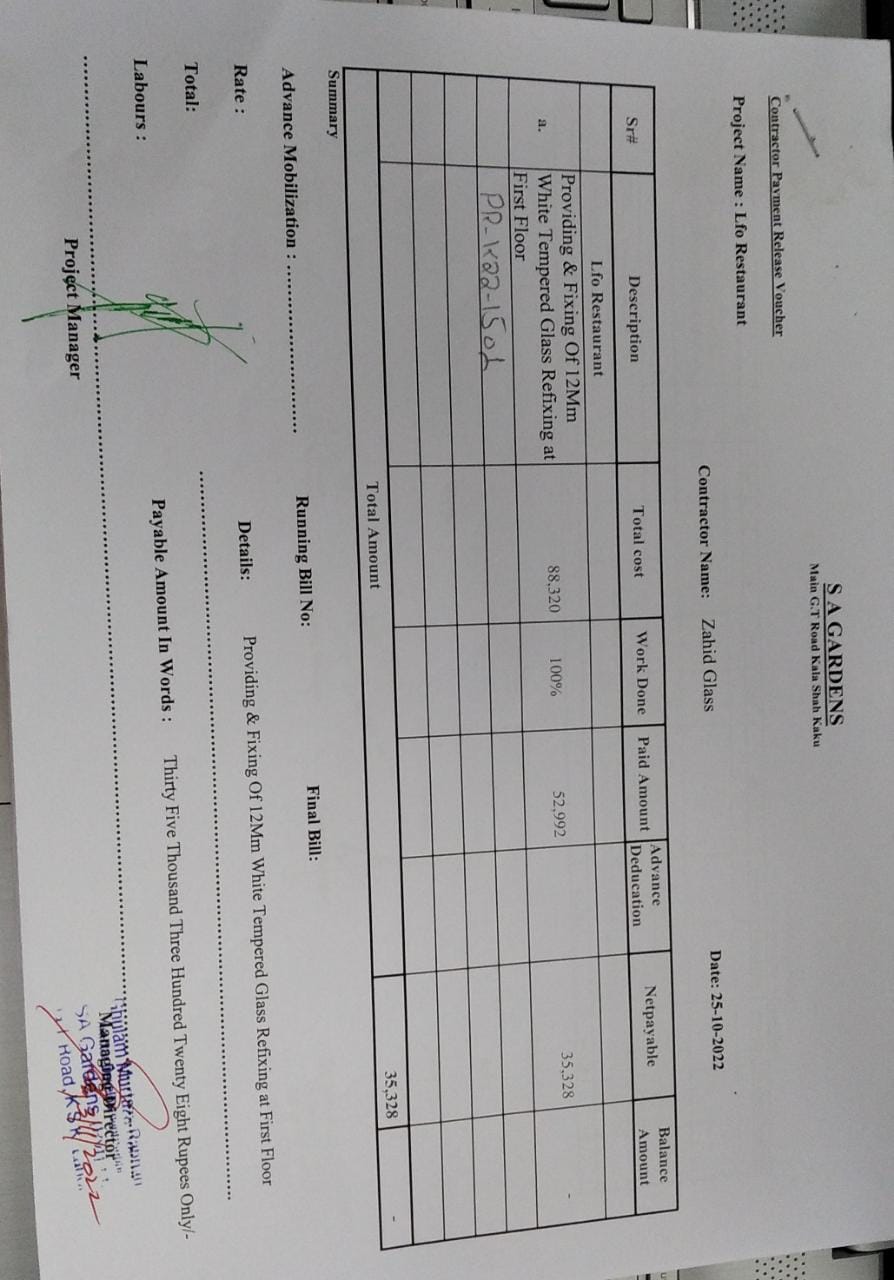 S A GARDENS
Main G.T Road Kala Shah Kaku
Contractor Payment Release Voucher
Project Name : Lfo Restaurant Contractor Name: Zahid Glass Date: 25-10-2022
Sr# Description Total cost Work Done Paid Amount Advance Deducation Netpayable Balance Amount
Lfo Restaurant
a. Providing & Fixing Of 12Mm White Tempered Glass Refixing at First Floor 88,320 100% 52,992 35,328 -
PR-K22-1501
Total Amount 35,328 -
Summary
Advance Mobilization : .............................. Running Bill No: Final Bill:
Rate : Details: Providing & Fixing Of 12Mm White Tempered Glass Refixing at First Floor
Total:
Labours : Payable Amount In Words : Thirty Five Thousand Three Hundred Twenty Eight Rupees Only/-
Project Manager
Managing Director
SA Gardens
Road, KSK
2022